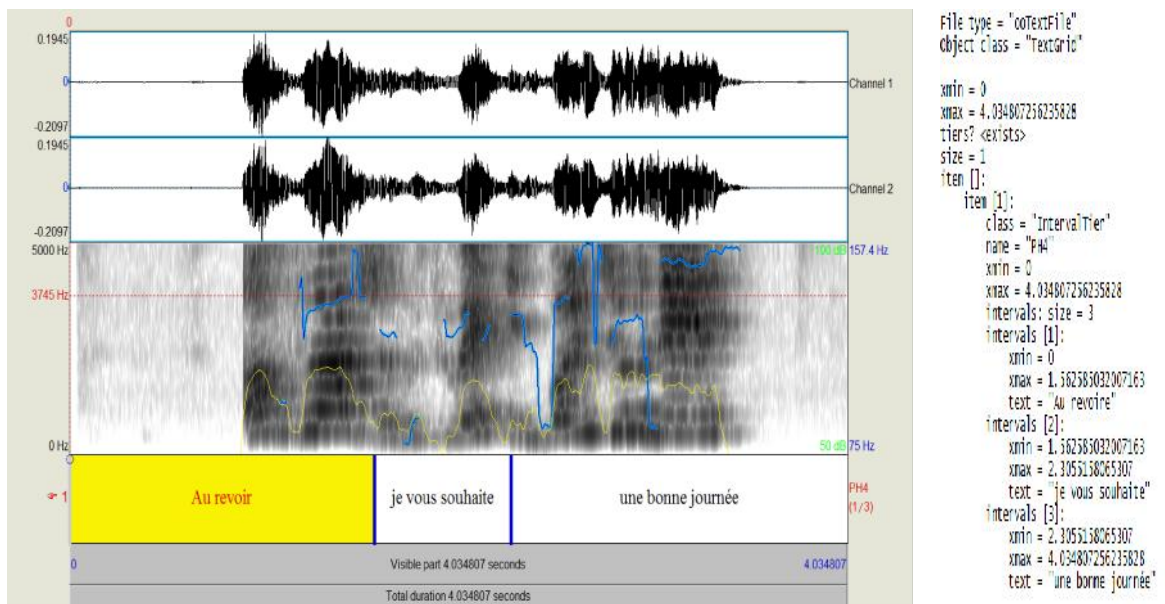 0
0.1945
0
-0.2097
Channel 1
0.1945
0
-0.2097
Channel 2
5000 Hz
100 dB 157.4 Hz
3745 Hz
0 Hz
50 dB 75 Hz
1
Au revoir
je vous souhaite
une bonne journée
PH4
(1/3)
0
Visible part 4.034807 seconds
4.034807
Total duration 4.034807 seconds
File type = "ooTextFile"
Object class = "TextGrid"
xmin = 0
xmax = 4.034807256235828
tiers? <exists>
size = 1
item []:
item [1]:
class = "IntervalTier"
name = "PH4"
xmin = 0
xmax = 4.034807256235828
intervals: size = 3
intervals [1]:
xmin = 0
xmax = 1.562585032007163
text = "Au revoire"
intervals [2]:
xmin = 1.562585032007163
xmax = 2.3055158065307
text = "je vous souhaite"
intervals [3]:
xmin = 2.3055158065307
xmax = 4.034807256235828
text = "une bonne journée"